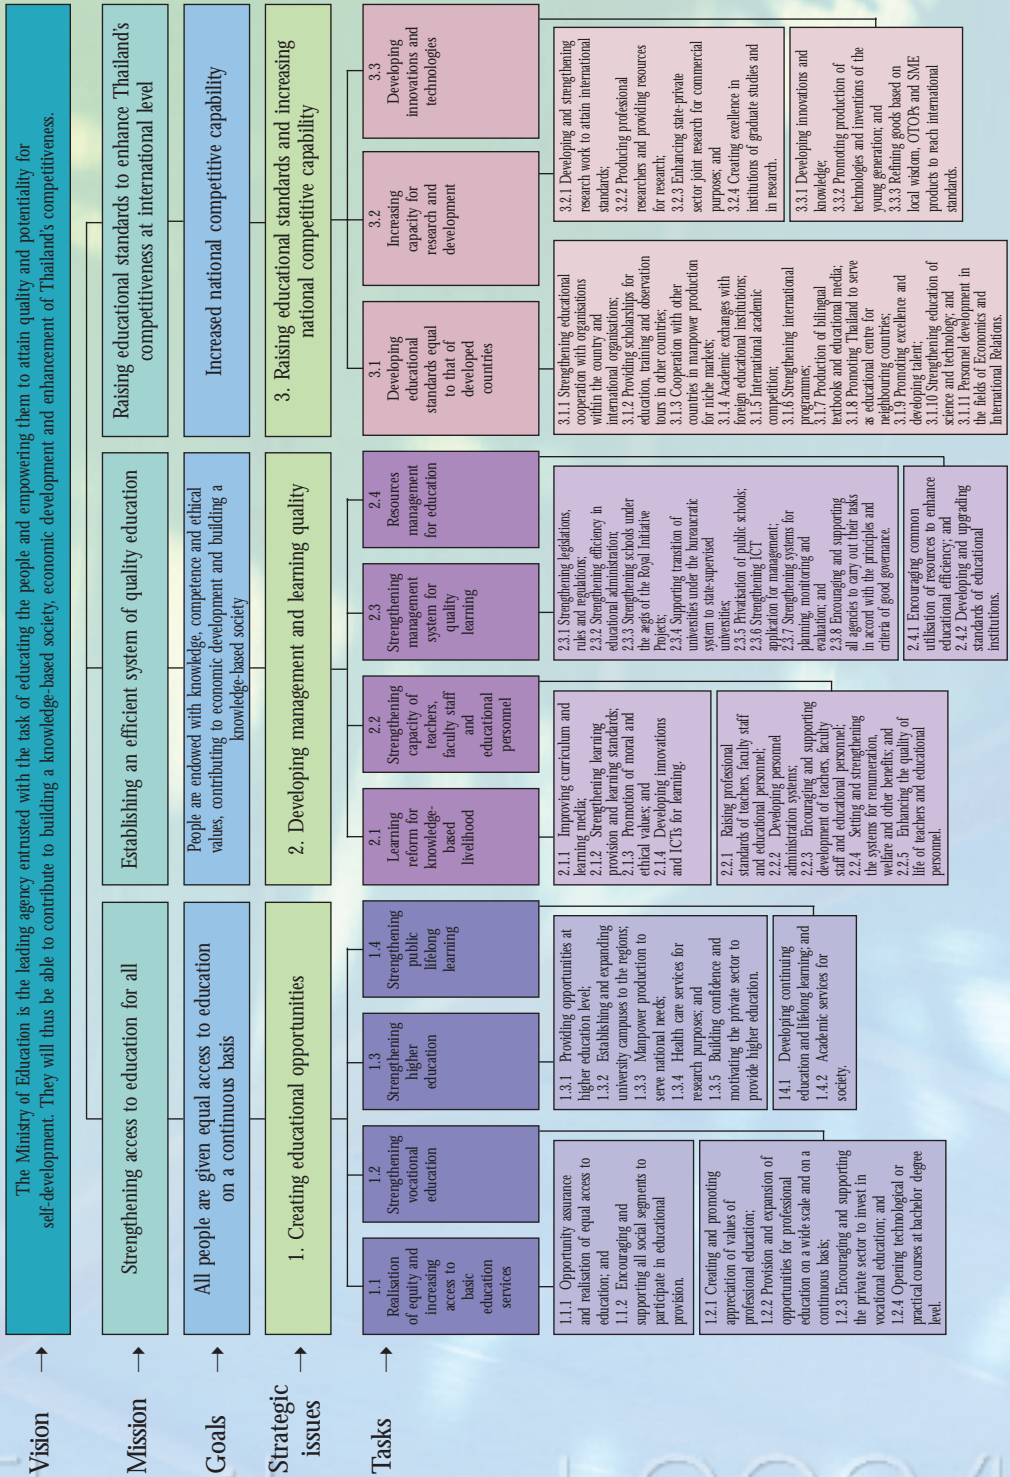 Vision →
The Ministry of Education is the leading agency entrusted with the task of educating the people and empowering them to attain quality and potentiality for
self-development. They will thus be able to contribute to building a knowledge-based society, economic development and enhancement of Thailand's competitiveness.
Mission →
Strengthening access to education for all
Establishing an efficient system of quality education
Raising educational standards to enhance Thailand's
competitiveness at international level
Goals →
All people are given equal access to education
on a continuous basis
People are endowed with knowledge, competence and ethical
values, contributing to economic development and building a
knowledge-based society
Increased national competitive capability
Strategic
issues →
1. Creating educational opportunities
2. Developing management and learning quality
3. Raising educational standards and increasing
national competitive capability
Tasks →
1.1
Realisation
of equity and
increasing
access to
basic
education
services
1.2
Strengthening
vocational
education
1.3
Strengthening
higher
education
1.4
Strengthening
public
lifelong
learning
2.1
Learning
reform for
knowledge-
based
livelihood
2.2
Strengthening
capacity of
teachers,
faculty staff
and
educational
personnel
2.3
Strengthening
management
system for
quality
learning
2.4
Resources
management
for education
3.1
Developing
educational
standards equal
to that of
developed
countries
3.2
Increasing
capacity for
research and
development
3.3
Developing
innovations and
technologies
1.1.1 Opportunity assurance
and realisation of equal access to
education; and
1.1.2 Encouraging and
supporting all social segments to
participate in educational
provision.
1.2.1 Creating and promoting
appreciation of values of
professional education;
1.2.2 Provision and expansion of
opportunities for professional
education on a wide scale and on a
continuous basis;
1.2.3 Encouraging and supporting
the private sector to invest in
vocational education; and
1.2.4 Opening technological or
practical courses at bachelor degree
level.
1.3.1 Providing opportunities at
higher education level;
1.3.2 Establishing and expanding
university campuses to the regions;
1.3.3 Manpower production to
serve national needs;
1.3.4 Health care services for
research purposes; and
1.3.5 Building confidence and
motivating the private sector to
provide higher education.
14.1 Developing continuing
education and lifelong learning; and
1.4.2 Academic services for
society.
2.1.1 Improving curriculum and
learning media;
2.1.2 Strengthening learning
provision and learning standards;
2.1.3 Promotion of moral and
ethical values; and
2.1.4 Developing innovations
and ICTs for learning.
2.2.1 Raising professional
standards of teachers, faculty staff
and educational personnel;
2.2.2 Developing personnel
administration systems;
2.2.3 Encouraging and supporting
development of teachers, faculty
staff and educational personnel;
2.2.4 Setting and strengthening
the systems for renumeration,
welfare and other benefits; and
2.2.5 Enhancing the quality of
life of teachers and educational
personnel.
2.3.1 Strengthening legislations,
rules and regulations;
2.3.2 Strengthening efficiency in
educational administration;
2.3.3 Strengthening schools under
the aegis of the Royal Initiative
Projects;
2.3.4 Supporting transition of
universities under the bureaucratic
system to state-supervised
universities;
2.3.5 Privatisation of public schools;
2.3.6 Strengthening ICT
application for management;
2.3.7 Strengthening systems for
planning, monitoring and
evaluation; and
2.3.8 Encouraging and supporting
all agencies to carry out their tasks
in accord with the principles and
criteria of good governance.
2.4.1 Encouraging common
utilisation of resources to enhance
educational efficiency; and
2.4.2 Developing and upgrading
standards of educational
institutions.
3.1.1 Strengthening educational
cooperation with organisations
within the country and
international organisations;
3.1.2 Providing scholarships for
education, training and observation
tours in other countries;
3.1.3 Cooperation with other
countries in manpower production
for niche markets;
3.1.4 Academic exchanges with
foreign educational institutions;
3.1.5 International academic
competition;
3.1.6 Strengthening international
programmes;
3.1.7 Production of bilingual
textbooks and educational media;
3.1.8 Promoting Thailand to serve
as educational centre for
neighbouring countries;
3.1.9 Promoting excellence and
developing talent;
3.1.10 Strengthening education of
science and technology; and
3.1.11 Personnel development in
the fields of Economics and
International Relations.
3.2.1 Developing and strengthening
research work to attain international
standards;
3.2.2 Producing professional
researchers and providing resources
for research;
3.2.3 Enhancing state-private
sector joint research for commercial
purposes; and
3.2.4 Creating excellence in
institutions of graduate studies and
in research.
3.3.1 Developing innovations and
knowledge;
3.3.2 Promoting production of
technologies and inventions of the
young generation; and
3.3.3 Refining goods based on
local wisdom, OTOPs and SME
products to reach international
standards.